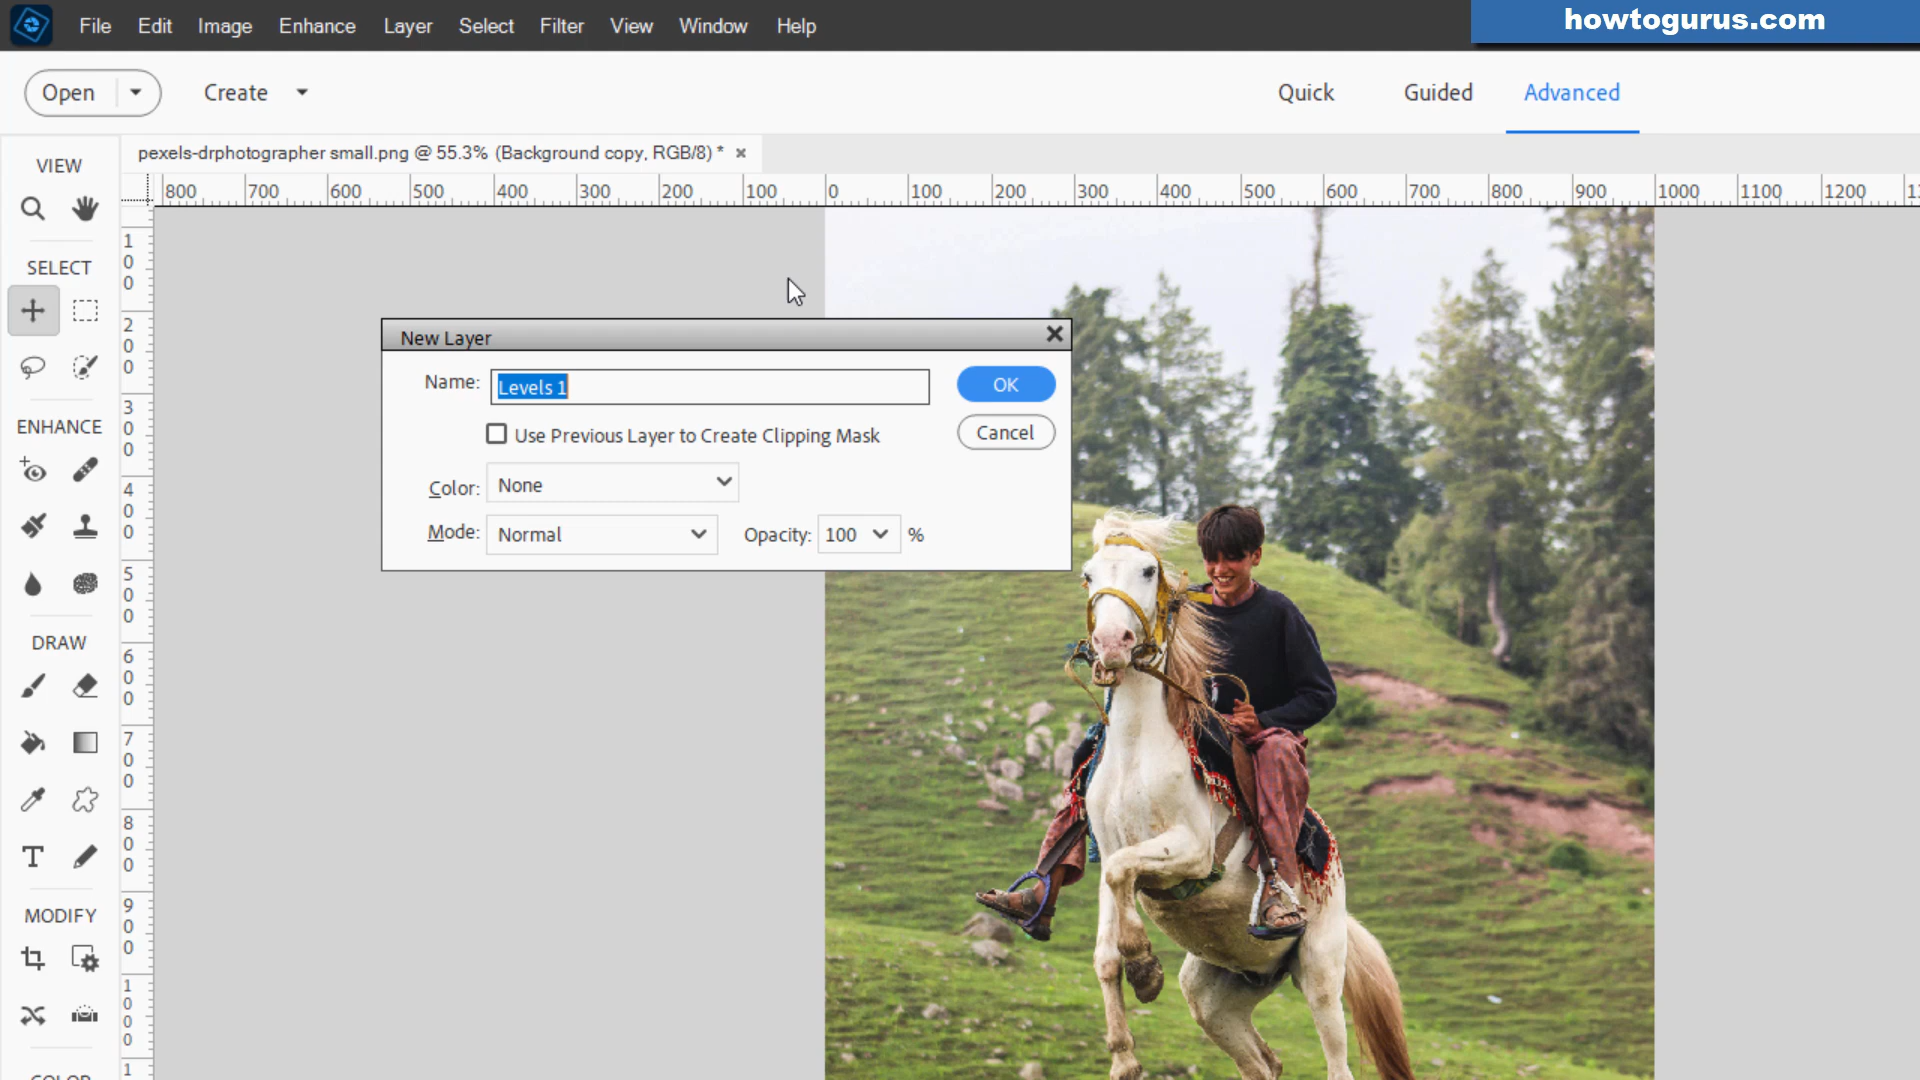 File Edit Image Enhance Layer Select Filter View Window Help
howtogurus.com
Open Create Quick Guided Advanced
pexels-drphotographer small.png @ 55.3% (Background copy, RGB/8) *
800 700 600 500 400 300 200 100 0 100 200 300 400 500 600 700 800 900 1000 1100 1200
VIEW
SELECT
ENHANCE
DRAW
MODIFY
100
200
300
400
500
600
700
800
900
1000
1
New Layer
Name: Levels 1 OK
Use Previous Layer to Create Clipping Mask Cancel
Color: None
Mode: Normal Opacity: 100 %